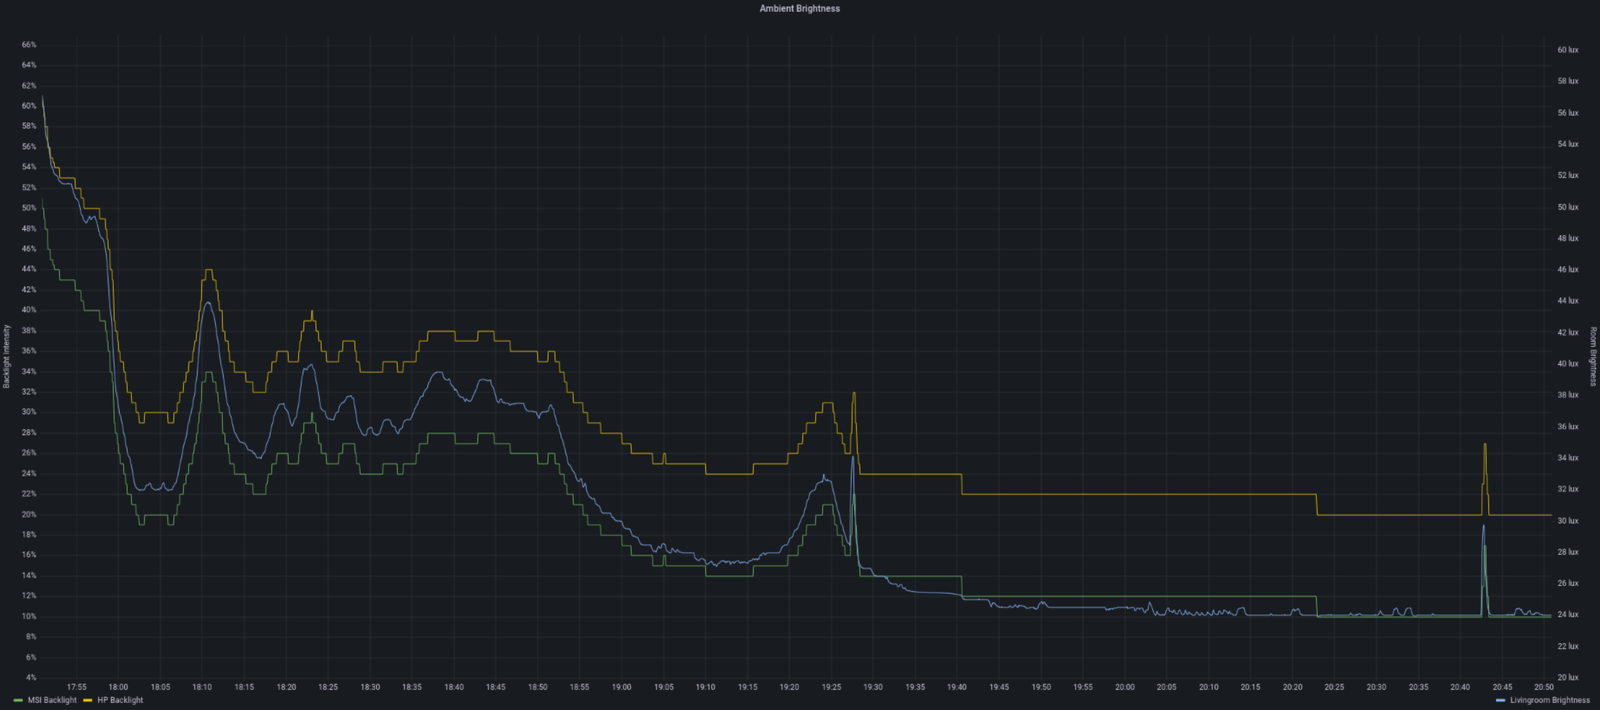 Ambient Brightness
66%
64%
62%
60%
58%
56%
54%
52%
50%
48%
46%
44%
42%
40%
38%
36%
34%
32%
30%
28%
26%
24%
22%
20%
18%
16%
14%
12%
10%
8%
6%
4%
Backlight Intensity
60 lux
58 lux
56 lux
54 lux
52 lux
50 lux
48 lux
46 lux
44 lux
42 lux
40 lux
38 lux
36 lux
34 lux
32 lux
30 lux
28 lux
26 lux
24 lux
22 lux
20 lux
Room Brightness
17:55 18:00 18:05 18:10 18:15 18:20 18:25 18:30 18:35 18:40 18:45 18:50 18:55 19:00 19:05 19:10 19:15 19:20 19:25 19:30 19:35 19:40 19:45 19:50 19:55 20:00 20:05 20:10 20:15 20:20 20:25 20:30 20:35 20:40 20:45 20:50
MSI Backlight HP Backlight Livingroom Brightness